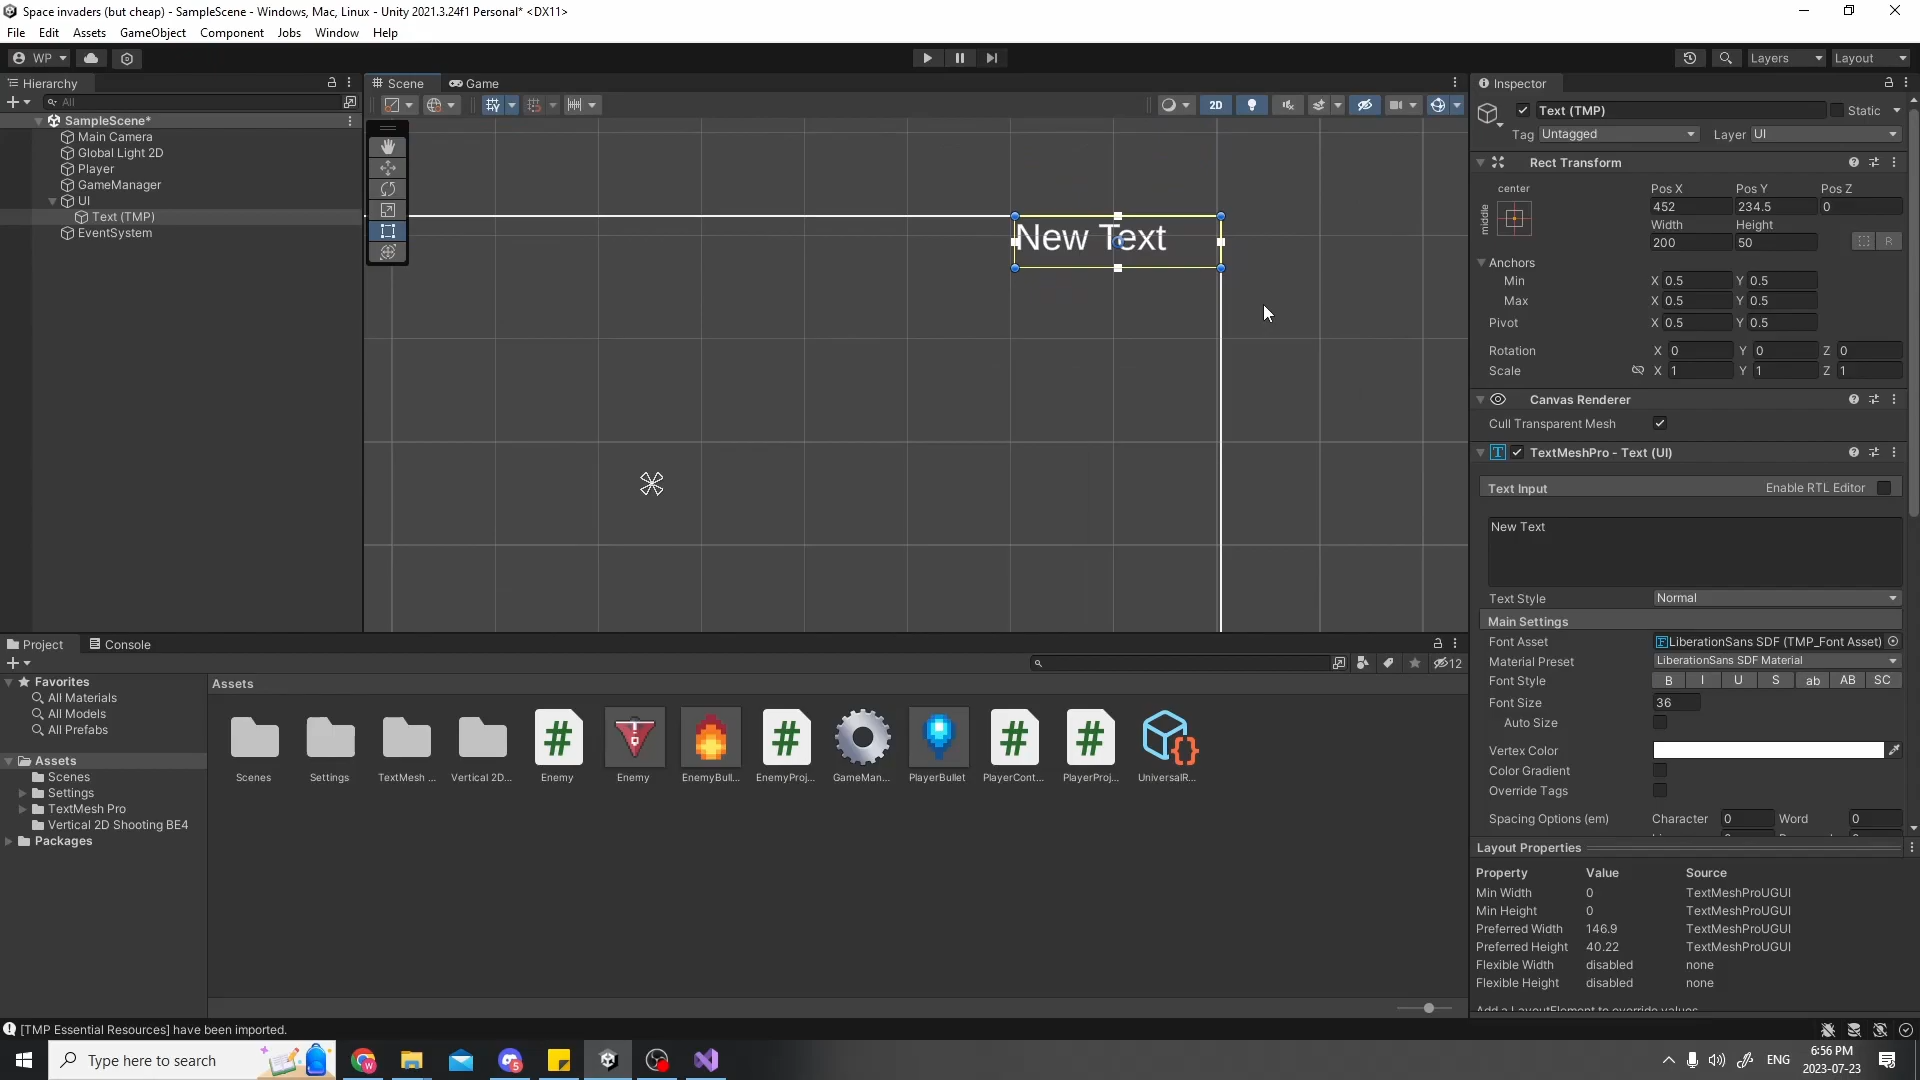 Space invaders (but cheap) - SampleScene - Windows, Mac, Linux - Unity 2021.3.24f1 Personal* <DX11>
File Edit Assets GameObject Component Jobs Window Help
WP
Layers
Layout
Hierarchy
All
SampleScene*
Main Camera
Global Light 2D
Player
GameManager
UI
Text (TMP)
EventSystem
Scene
Game
2D
New Text
Inspector
Text (TMP)
Static
Tag Untagged Layer UI
Rect Transform
center
middle
Pos X Pos Y Pos Z
452 234.5 0
Width Height
200 50
R
Anchors
Min X 0.5 Y 0.5
Max X 0.5 Y 0.5
Pivot X 0.5 Y 0.5
Rotation X 0 Y 0 Z 0
Scale X 1 Y 1 Z 1
Canvas Renderer
Cull Transparent Mesh
TextMeshPro - Text (UI)
Text Input Enable RTL Editor
New Text
Text Style Normal
Main Settings
Font Asset LiberationSans SDF (TMP_Font Asset)
Material Preset LiberationSans SDF Material
Font Style B I U S ab AB SC
Font Size 36
Auto Size
Vertex Color
Color Gradient
Override Tags
Spacing Options (em) Character 0 Word 0
Layout Properties
Property Value Source
Min Width 0 TextMeshProUGUI
Min Height 0 TextMeshProUGUI
Preferred Width 146.9 TextMeshProUGUI
Preferred Height 40.22 TextMeshProUGUI
Flexible Width disabled none
Flexible Height disabled none
Add a LayoutElement to override values
Project
Console
12
Favorites
All Materials
All Models
All Prefabs
Assets
Scenes
Settings
TextMesh Pro
Vertical 2D Shooting BE4
Packages
Assets
Scenes Settings TextMesh ... Vertical 2D... Enemy Enemy EnemyBull... EnemyProj... GameMan... PlayerBullet PlayerCont... PlayerProj... UniversalR...
[TMP Essential Resources] have been imported.
Type here to search
ENG
6:56 PM
2023-07-23